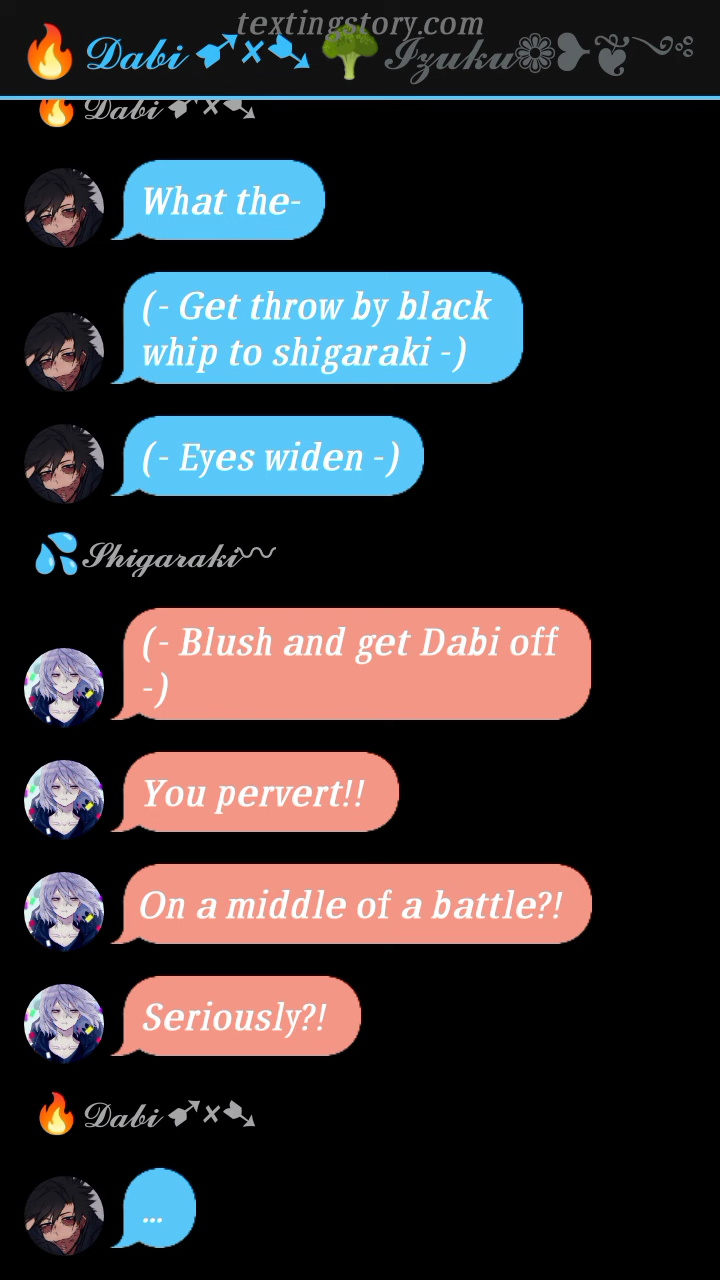 textingstory.com
🔥 Dabi ➶×➴ 🥦 Izuku❁❥❦〜༓
🔥 Dabi ➶×➴
What the-
(- Get throw by black
whip to shigaraki -)
(- Eyes widen -)
💦Shigaraki〰
(- Blush and get Dabi off
-)
You pervert!!
On a middle of a battle?!
Seriously?!
🔥 Dabi ➶×➴
...